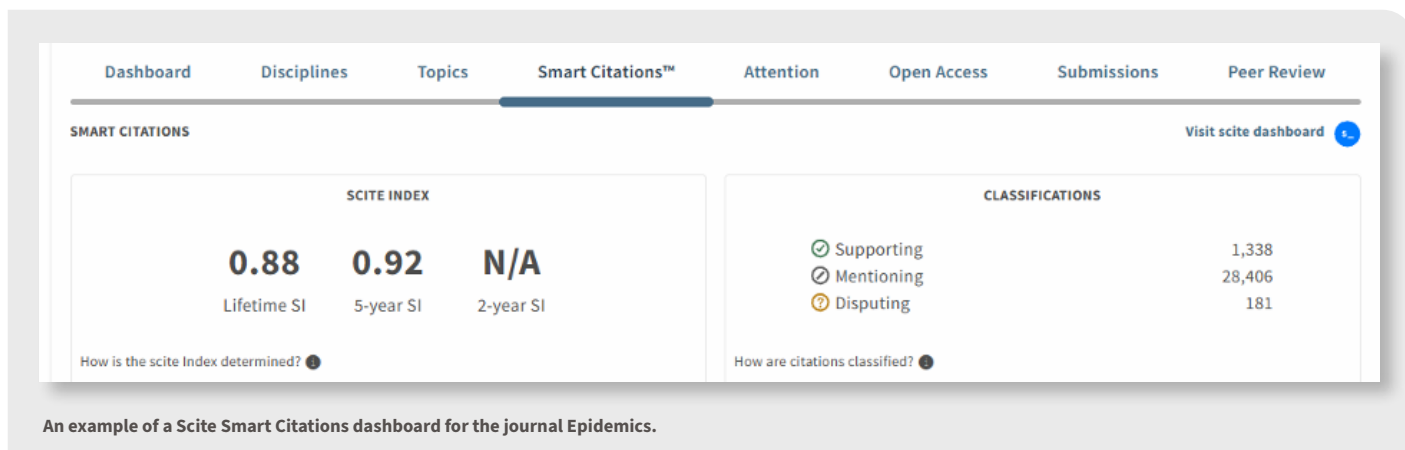 Dashboard Disciplines Topics Smart Citations™ Attention Open Access Submissions Peer Review
SMART CITATIONS
Visit scite dashboard s_
SCITE INDEX
0.88 0.92 N/A
Lifetime SI 5-year SI 2-year SI
How is the scite Index determined? i
CLASSIFICATIONS
Supporting 1,338
Mentioning 28,406
? Disputing 181
How are citations classified? i
An example of a Scite Smart Citations dashboard for the journal Epidemics.